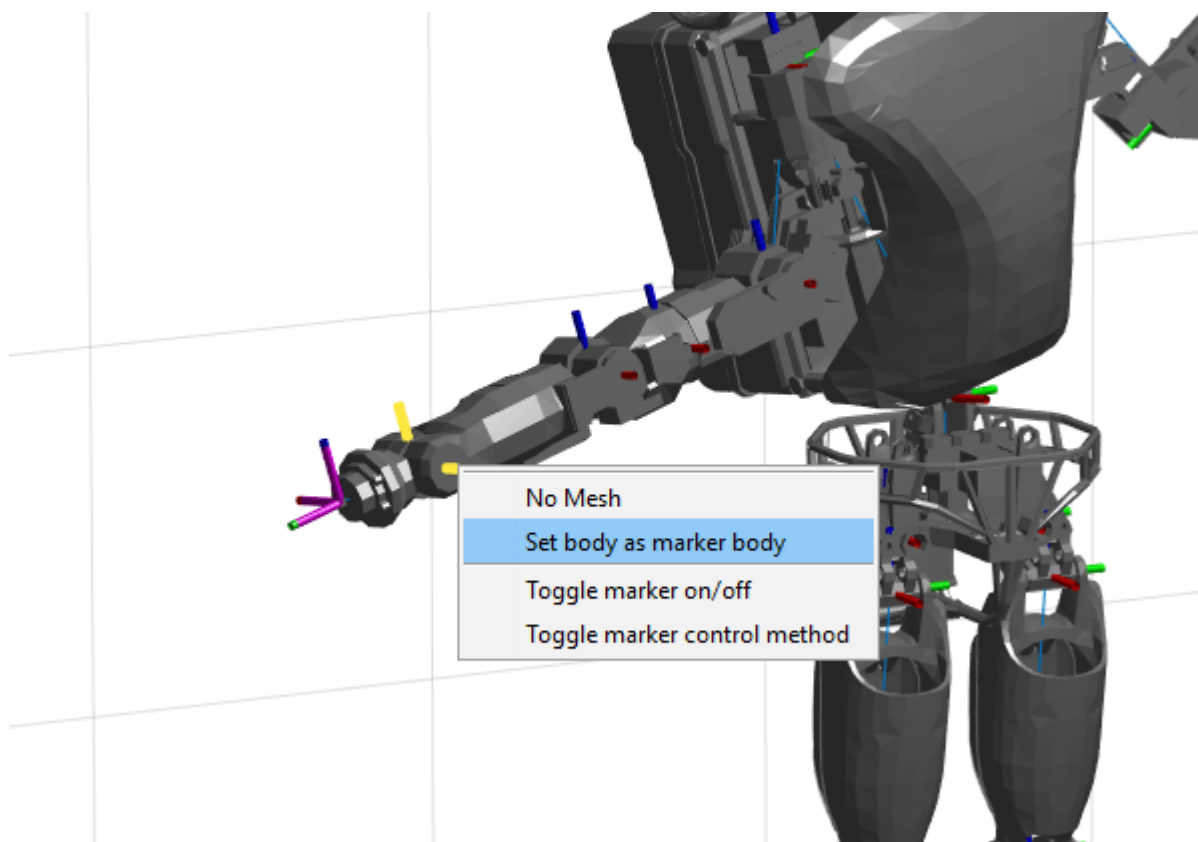 No Mesh
Set body as marker body
Toggle marker on/off
Toggle marker control method